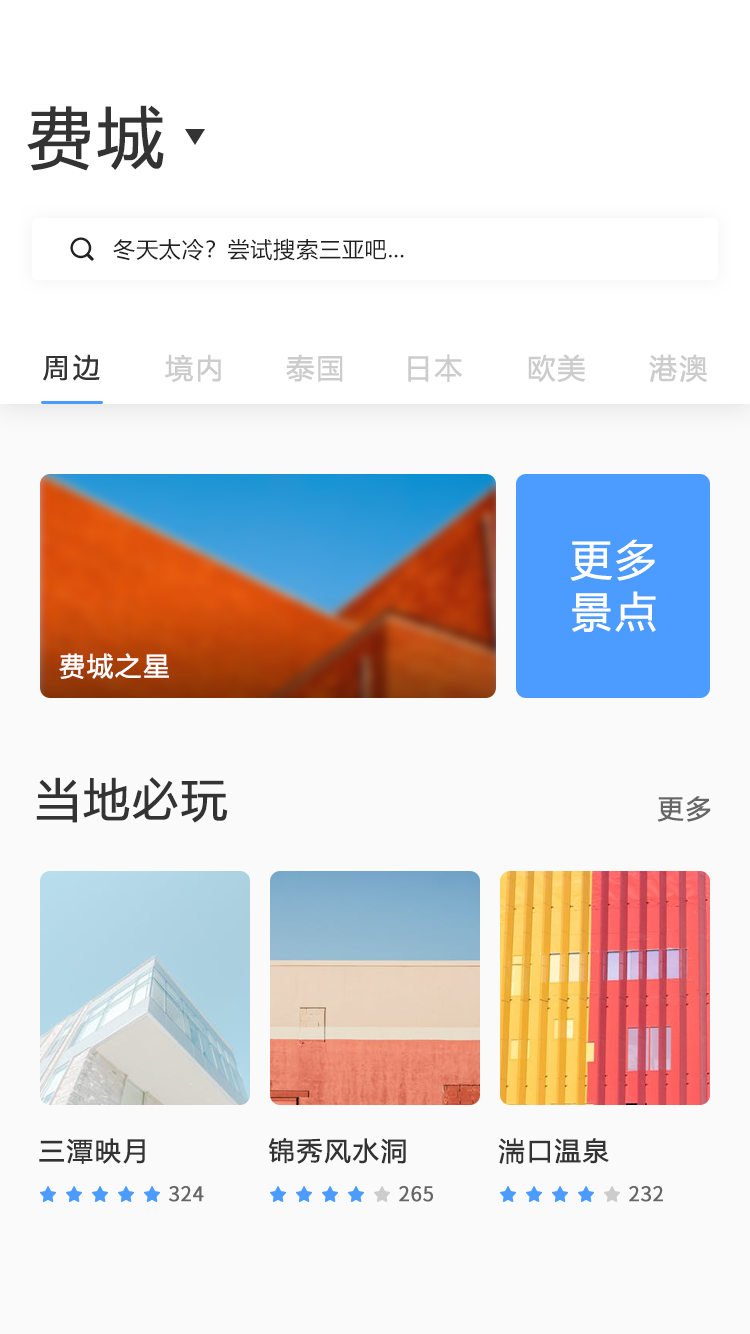 费城
冬天太冷？尝试搜索三亚吧...
周边 境内 泰国 日本 欧美 港澳
费城之星
更多
景点
当地必玩
更多
三潭映月 锦秀风水洞 湍口温泉
324 265 232